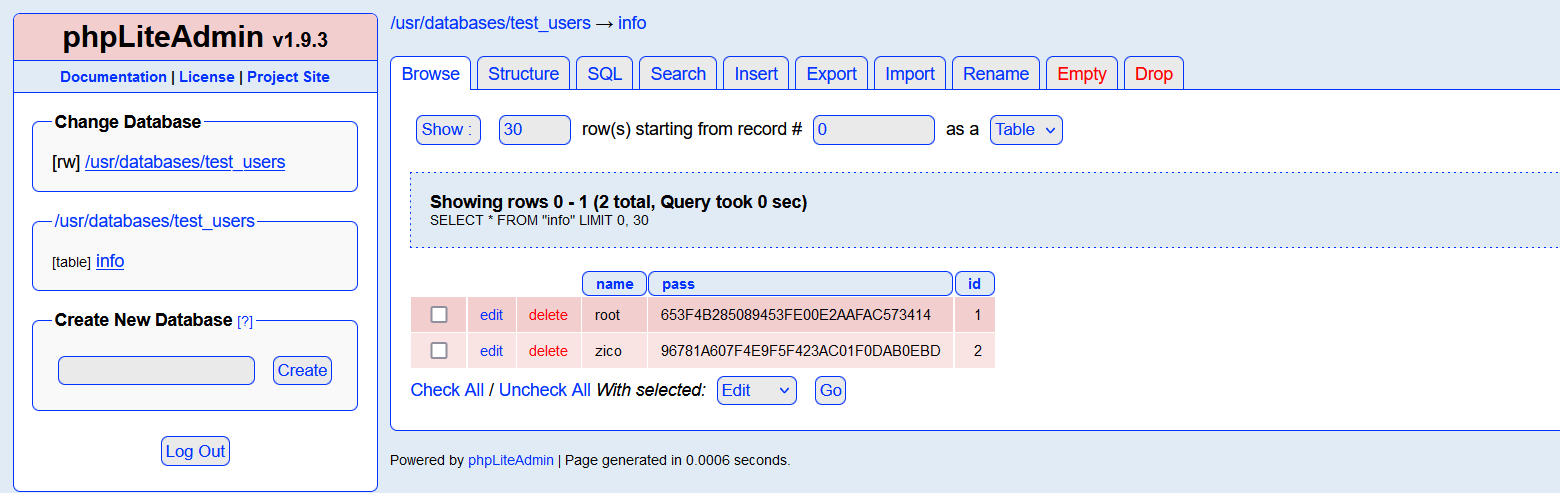 phpLiteAdmin v1.9.3
Documentation | License | Project Site
Change Database
[rw] /usr/databases/test_users
/usr/databases/test_users
[table] info
Create New Database [?]
Create
Log Out
/usr/databases/test_users → info
Browse Structure SQL Search Insert Export Import Rename Empty Drop
Show : 30 row(s) starting from record # 0 as a Table
Showing rows 0 - 1 (2 total, Query took 0 sec)
SELECT * FROM "info" LIMIT 0, 30
name pass id
edit delete root 653F4B285089453FE00E2AAFAC573414 1
edit delete zico 96781A607F4E9F5F423AC01F0DAB0EBD 2
Check All / Uncheck All With selected: Edit Go
Powered by phpLiteAdmin | Page generated in 0.0006 seconds.